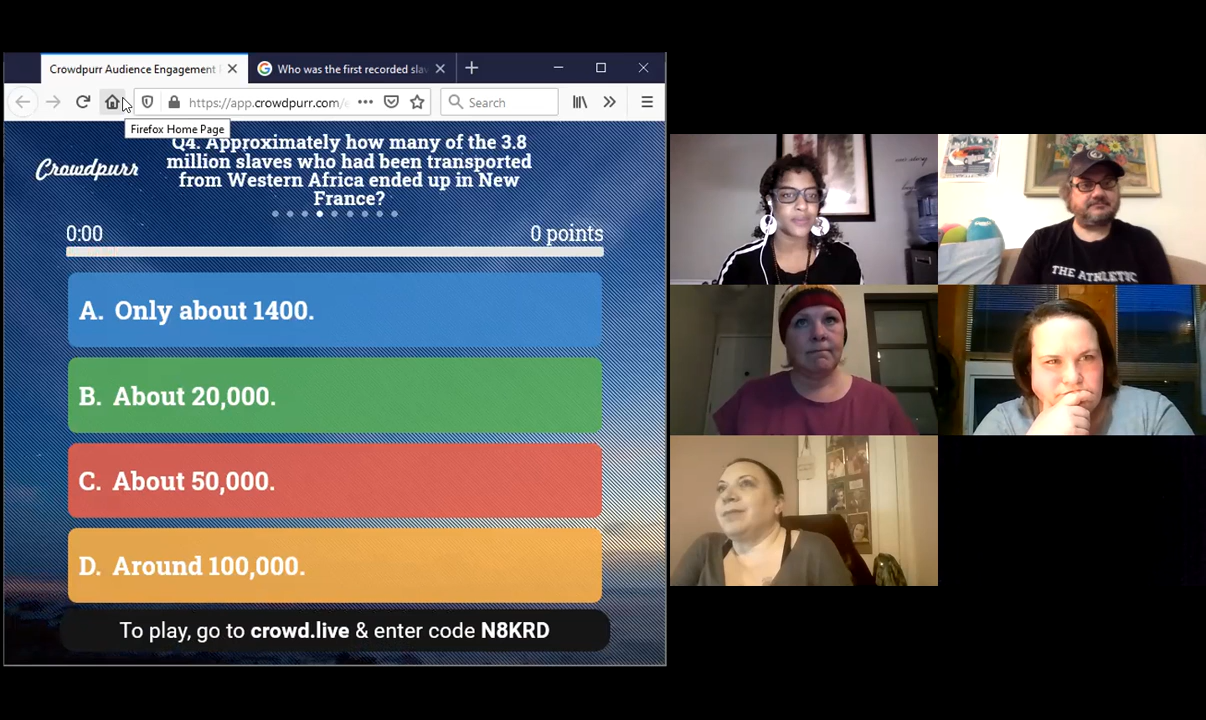 Crowdpurr Audience Engagement
Who was the first recorded sla
https://app.crowdpurr.com/
Search
Firefox Home Page
Crowdpurr
Q4. Approximately how many of the 3.8
million slaves who had been transported
from Western Africa ended up in New
France?
0:00
0 points
A. Only about 1400.
B. About 20,000.
C. About 50,000.
D. Around 100,000.
To play, go to crowd.live & enter code N8KRD
THE ATHLETIC